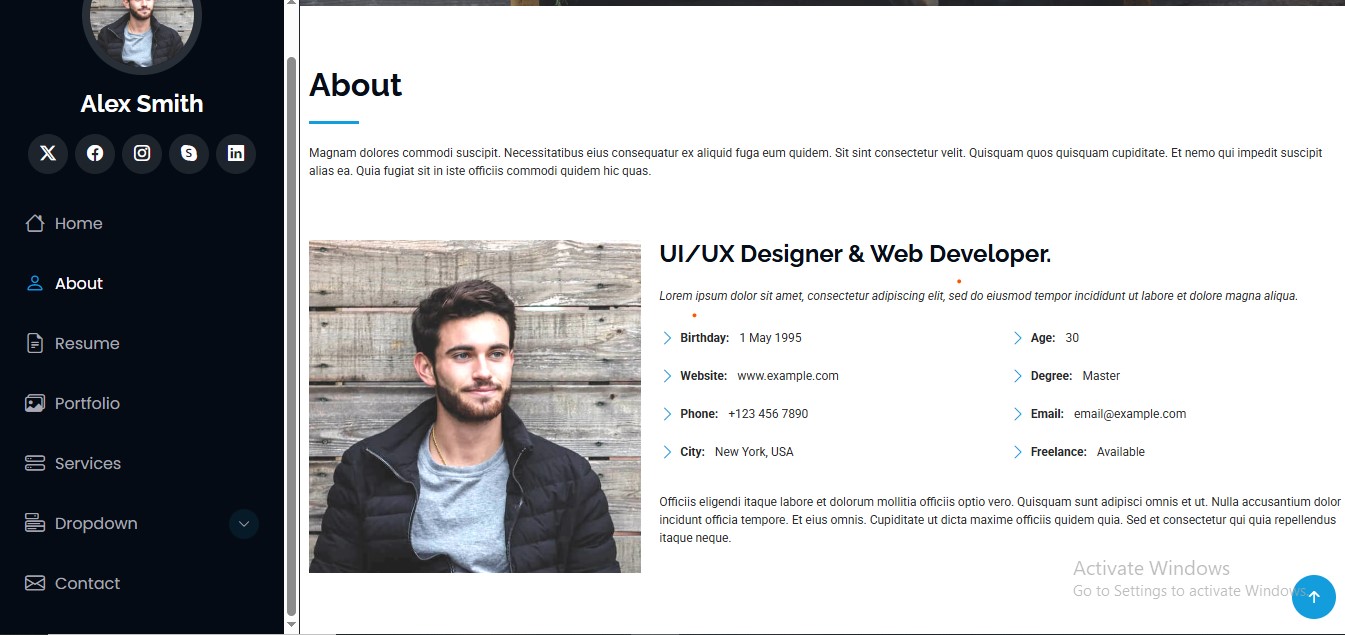 Alex Smith
Home
About
Resume
Portfolio
Services
Dropdown
Contact
About
Magnam dolores commodi suscipit. Necessitatibus eius consequatur ex aliquid fuga eum quidem. Sit sint consectetur velit. Quisquam quos quisquam cupiditate. Et nemo qui impedit suscipit
alias ea. Quia fugiat sit in iste officiis commodi quidem hic quas.
UI/UX Designer & Web Developer.
Lorem ipsum dolor sit amet, consectetur adipiscing elit, sed do eiusmod tempor incididunt ut labore et dolore magna aliqua.
Birthday: 1 May 1995
Age: 30
Website: www.example.com
Degree: Master
Phone: +123 456 7890
Email: email@example.com
City: New York, USA
Freelance: Available
Officiis eligendi itaque labore et dolorum mollitia officiis optio vero. Quisquam sunt adipisci omnis et ut. Nulla accusantium dolor
incidunt officia tempore. Et eius omnis. Cupiditate ut dicta maxime officiis quidem quia. Sed et consectetur qui quia repellendus
itaque neque.
Activate Windows
Go to Settings to activate Windows.